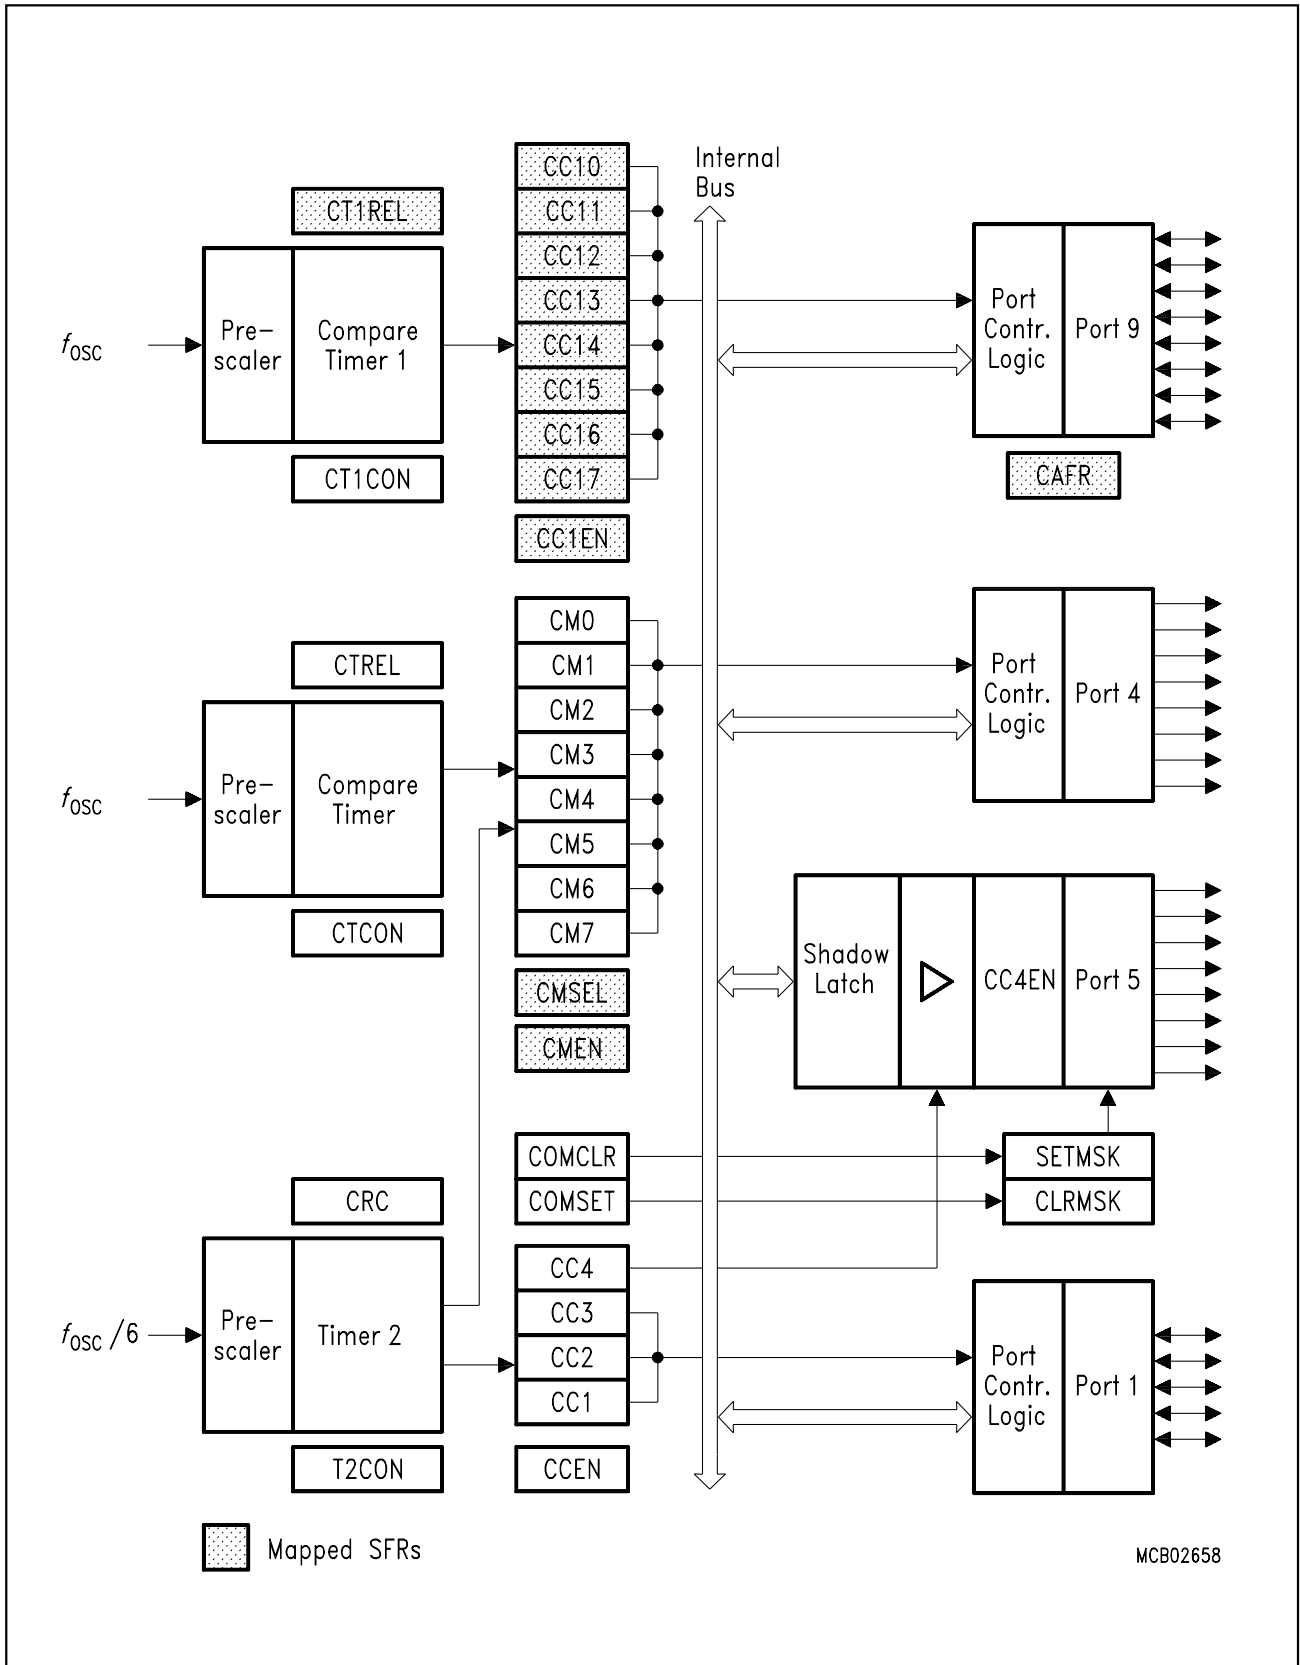 Internal
Bus
CC10
CC11
CC12
CC13
CC14
CC15
CC16
CC17
CC1EN
CT1REL
fOSC
Pre-
scaler
Compare
Timer 1
CT1CON
Port
Contr.
Logic
Port 9
CAFR
CM0
CM1
CM2
CM3
CM4
CM5
CM6
CM7
CMSEL
CMEN
CTREL
fOSC
Pre-
scaler
Compare
Timer
CTCON
Port
Contr.
Logic
Port 4
Shadow
Latch
CC4EN
Port 5
COMCLR
COMSET
SETMSK
CLRMSK
CRC
fOSC /6
Pre-
scaler
Timer 2
T2CON
CC4
CC3
CC2
CC1
CCEN
Port
Contr.
Logic
Port 1
Mapped SFRs
MCB02658